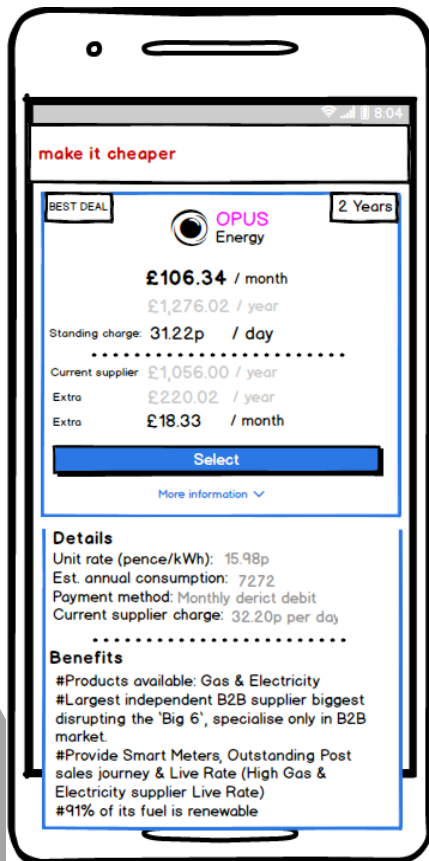 8:04
make it cheaper
BEST DEAL
2 Years
OPUS
Energy
£106.34 / month
£1,276.02 / year
Standing charge: 31.22p / day
Current supplier £1,056.00 / year
Extra £220.02 / year
Extra £18.33 / month
Select
More information
Details
Unit rate (pence/kWh): 15.98p
Est. annual consumption: 7272
Payment method: Monthly derict debit
Current supplier charge: 32.20p per day
Benefits
#Products available: Gas & Electricity
#Largest independent B2B supplier biggest
disrupting the `Big 6`, specialise only in B2B
market.
#Provide Smart Meters, Outstanding Post
sales journey & Live Rate (High Gas &
Electricity supplier Live Rate)
#91% of its fuel is renewable